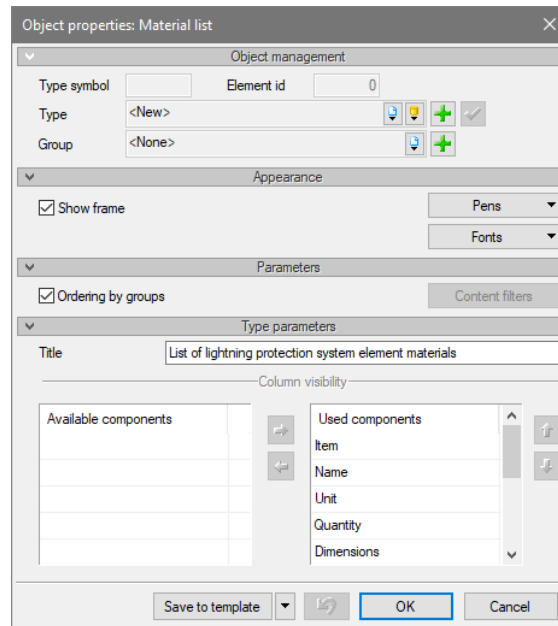 Object properties: Material list
Object management
Type symbol Element id 0
Type <New>
Group <None>
Appearance
Show frame Pens
Fonts
Parameters
Ordering by groups Content filters
Type parameters
Title List of lightning protection system element materials
Column visibility
Available components Used components
Item
Name
Unit
Quantity
Dimensions
Save to template OK Cancel